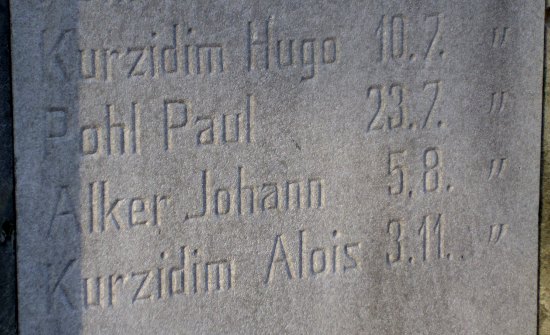 Kurzidim Hugo 10.7. "
Pohl Paul 23.7. "
Alker Johann 5.8. "
Kurzidim Alois 3.11. "